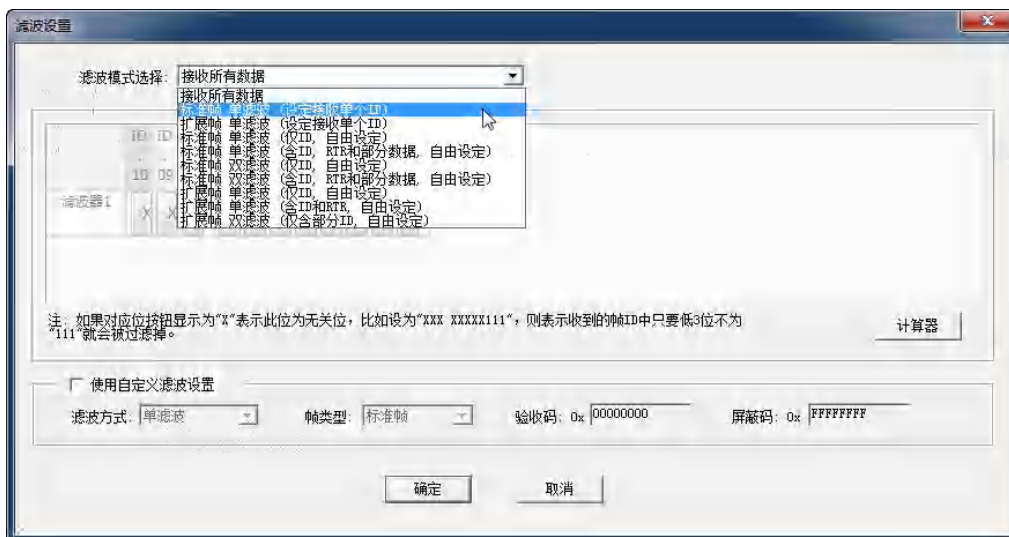 滤波设置
滤波模式选择: 接收所有数据
接收所有数据
标准帧 单滤波 (设定接收单个ID)
扩展帧 单滤波 (设定接收单个ID)
标准帧 单滤波 (仅ID, 自由设定)
标准帧 单滤波 (含ID, RTR和部分数据, 自由设定)
标准帧 双滤波 (仅ID, 自由设定)
标准帧 双滤波 (含ID, RTR和部分数据, 自由设定)
扩展帧 单滤波 (仅ID, 自由设定)
扩展帧 单滤波 (含ID和RTR, 自由设定)
扩展帧 双滤波 (仅含部分ID, 自由设定)
ID ID
10 09
滤波器1
X X
注: 如果对应位按钮显示为"X"表示此位为无关位, 比如设为"XXX XXXXX111", 则表示收到的帧ID中只要低3位不为
"111"就会被过滤掉。
计算器
使用自定义滤波设置
滤波方式: 单滤波 帧类型: 标准帧 验收码: 0x 00000000 屏蔽码: 0x FFFFFFFF
确定 取消